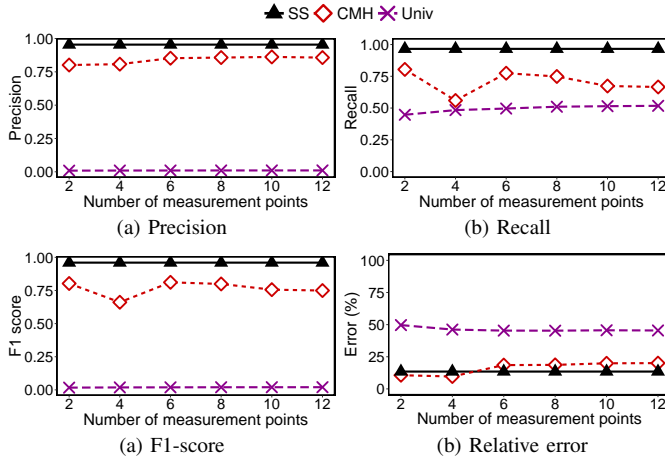 SS CMH Univ
1.00
0.75
0.50
0.25
0.00
Precision
2 4 6 8 10 12
Number of measurement points
(a) Precision
1.00
0.75
0.50
0.25
0.00
Recall
2 4 6 8 10 12
Number of measurement points
(b) Recall
1.00
0.75
0.50
0.25
0.00
F1 score
2 4 6 8 10 12
Number of measurement points
(a) F1-score
100
75
50
25
0
Error (%)
2 4 6 8 10 12
Number of measurement points
(b) Relative error